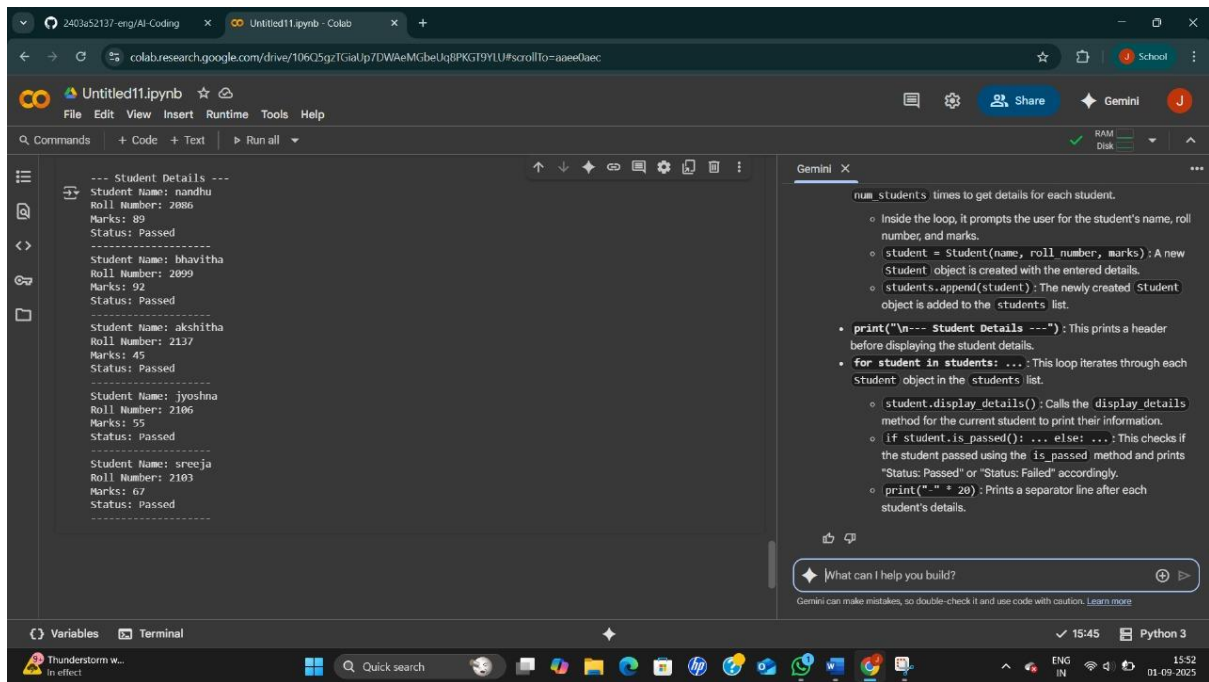 2403a52137-eng/AI-Coding
Untitled11.ipynb - Colab
colab.research.google.com/drive/106Q5gzTGiaUp7DWAeMGbeUq8PKGT9YLU#scrollTo=aaee0aec
School
Untitled11.ipynb
File Edit View Insert Runtime Tools Help
Share
Gemini
J
Commands + Code + Text Run all
RAM
Disk
--- Student Details ---
Student Name: nandhu
Roll Number: 2086
Marks: 89
Status: Passed
--------------------
Student Name: bhavitha
Roll Number: 2099
Marks: 92
Status: Passed
--------------------
Student Name: akshitha
Roll Number: 2137
Marks: 45
Status: Passed
--------------------
Student Name: jyoshna
Roll Number: 2106
Marks: 55
Status: Passed
--------------------
Student Name: sreeja
Roll Number: 2103
Marks: 67
Status: Passed
--------------------
Gemini
num_students times to get details for each student.
Inside the loop, it prompts the user for the student's name, roll
number, and marks.
student = Student(name, roll_number, marks) : A new
Student object is created with the entered details.
students.append(student) : The newly created Student
object is added to the students list.
print("\n--- Student Details ---") : This prints a header
before displaying the student details.
for student in students: ... : This loop iterates through each
Student object in the students list.
student.display_details() : Calls the display_details
method for the current student to print their information.
if student.is_passed(): ... else: ... : This checks if
the student passed using the is_passed method and prints
"Status: Passed" or "Status: Failed" accordingly.
print("-" * 20) : Prints a separator line after each
student's details.
What can I help you build?
Gemini can make mistakes, so double-check it and use code with caution. Learn more
Variables
Terminal
15:45
Python 3
Thunderstorm w...
In effect
Quick search
ENG
IN
15:52
01-09-2025